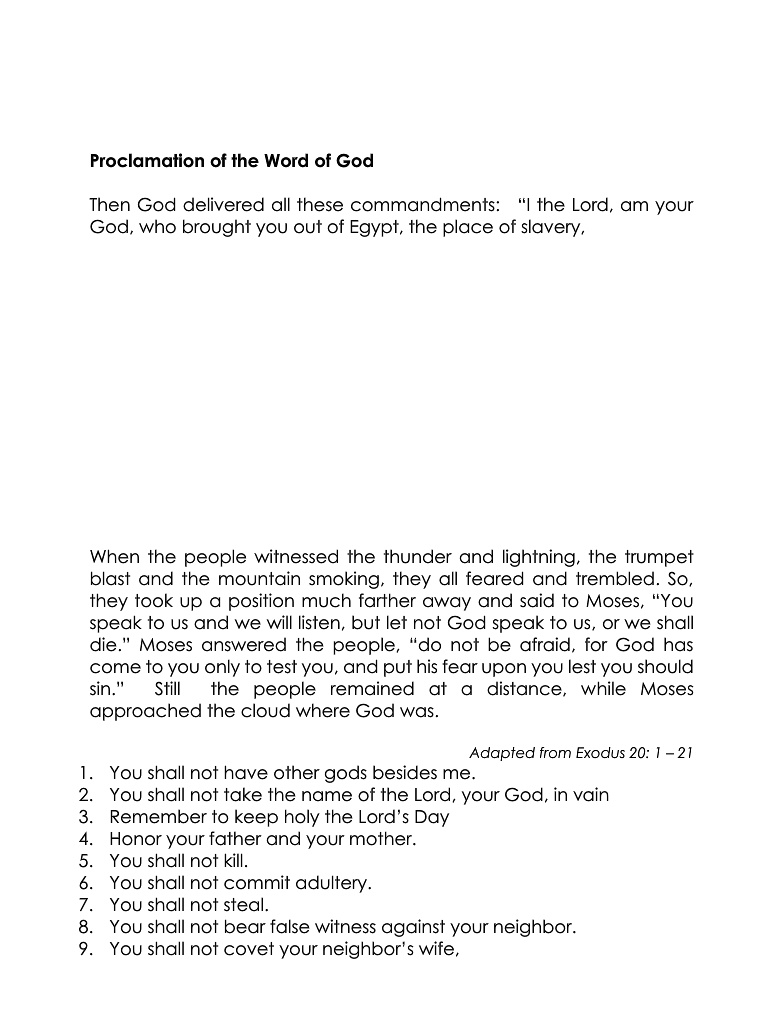 Proclamation of the Word of God
Then God delivered all these commandments: “I the Lord, am your
God, who brought you out of Egypt, the place of slavery,
When the people witnessed the thunder and lightning, the trumpet
blast and the mountain smoking, they all feared and trembled. So,
they took up a position much farther away and said to Moses, “You
speak to us and we will listen, but let not God speak to us, or we shall
die.” Moses answered the people, “do not be afraid, for God has
come to you only to test you, and put his fear upon you lest you should
sin.” Still the people remained at a distance, while Moses
approached the cloud where God was.
Adapted from Exodus 20: 1 – 21
1. You shall not have other gods besides me.
2. You shall not take the name of the Lord, your God, in vain
3. Remember to keep holy the Lord’s Day
4. Honor your father and your mother.
5. You shall not kill.
6. You shall not commit adultery.
7. You shall not steal.
8. You shall not bear false witness against your neighbor.
9. You shall not covet your neighbor’s wife,